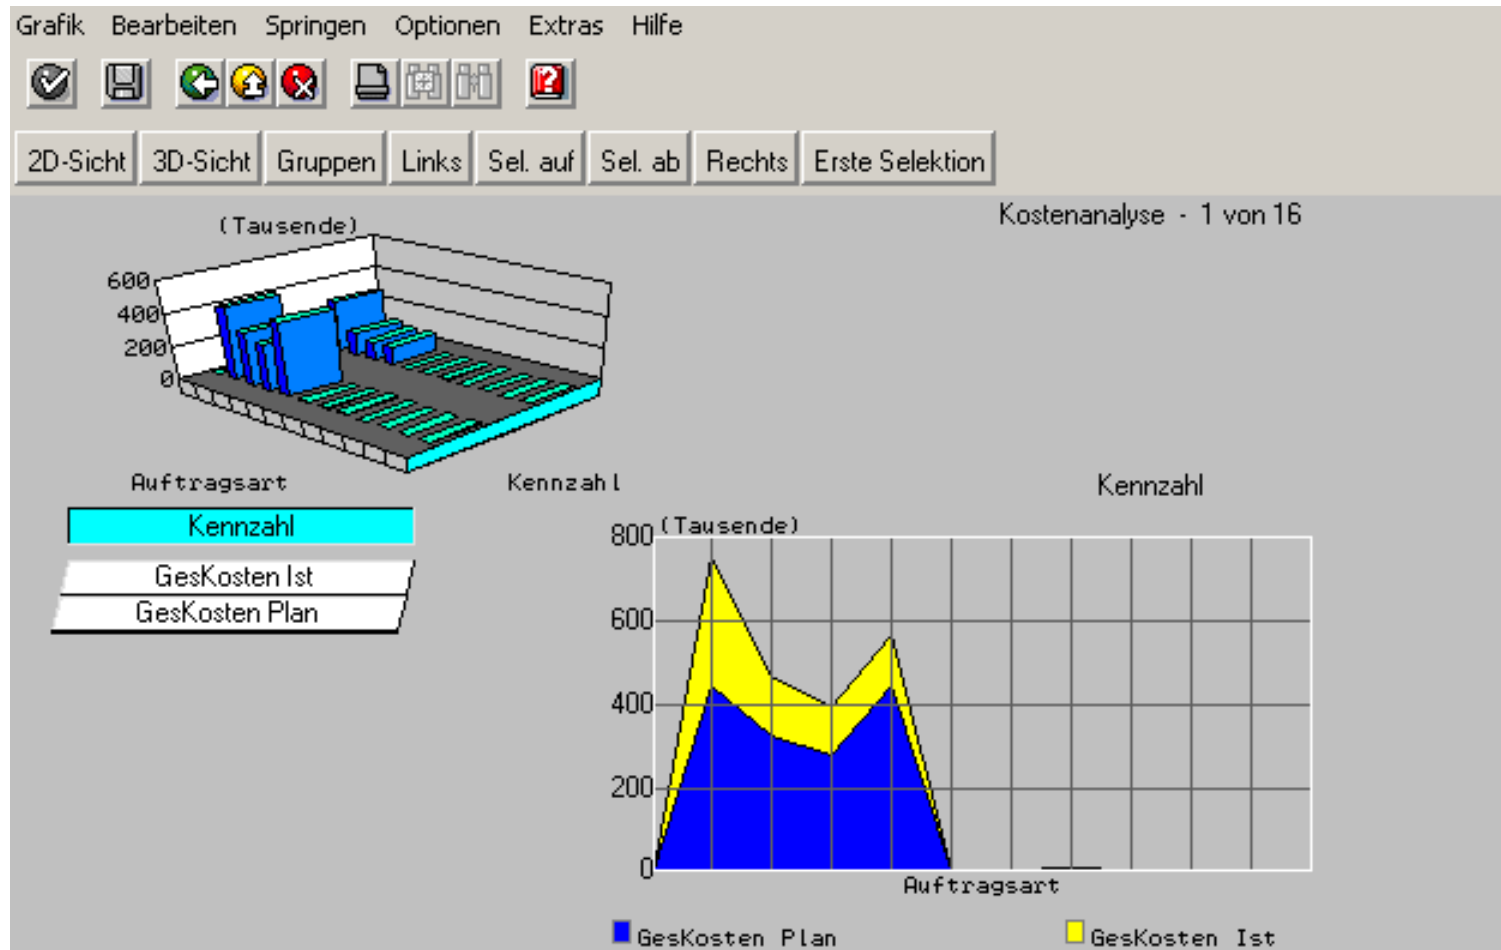 Grafik Bearbeiten Springen Optionen Extras Hilfe
2D-Sicht 3D-Sicht Gruppen Links Sel. auf Sel. ab Rechts Erste Selektion
Kostenanalyse - 1 von 16
(Tausende)
600
400
200
0
Auftragsart
Kennzahl
Kennzahl
Kennzahl
GesKosten Ist
GesKosten Plan
(Tausende)
800
600
400
200
0
Auftragsart
GesKosten Plan
GesKosten Ist